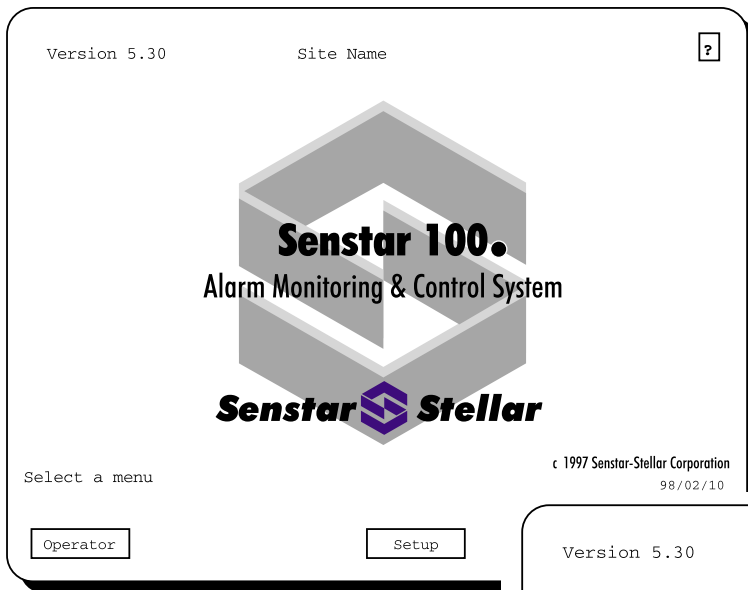 Version 5.30 Site Name ?
Senstar 100.
Alarm Monitoring & Control System
Senstar Stellar
c 1997 Senstar-Stellar Corporation
Select a menu
98/02/10
Operator Setup
Version 5.30